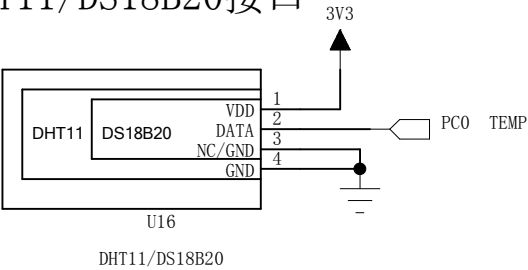 T11/DS18B20接口
3V3
1
VDD
2
DHT11
DS18B20
DATA
PC0
TEMP
3
NC/GND
4
GND
U16
DHT11/DS18B20